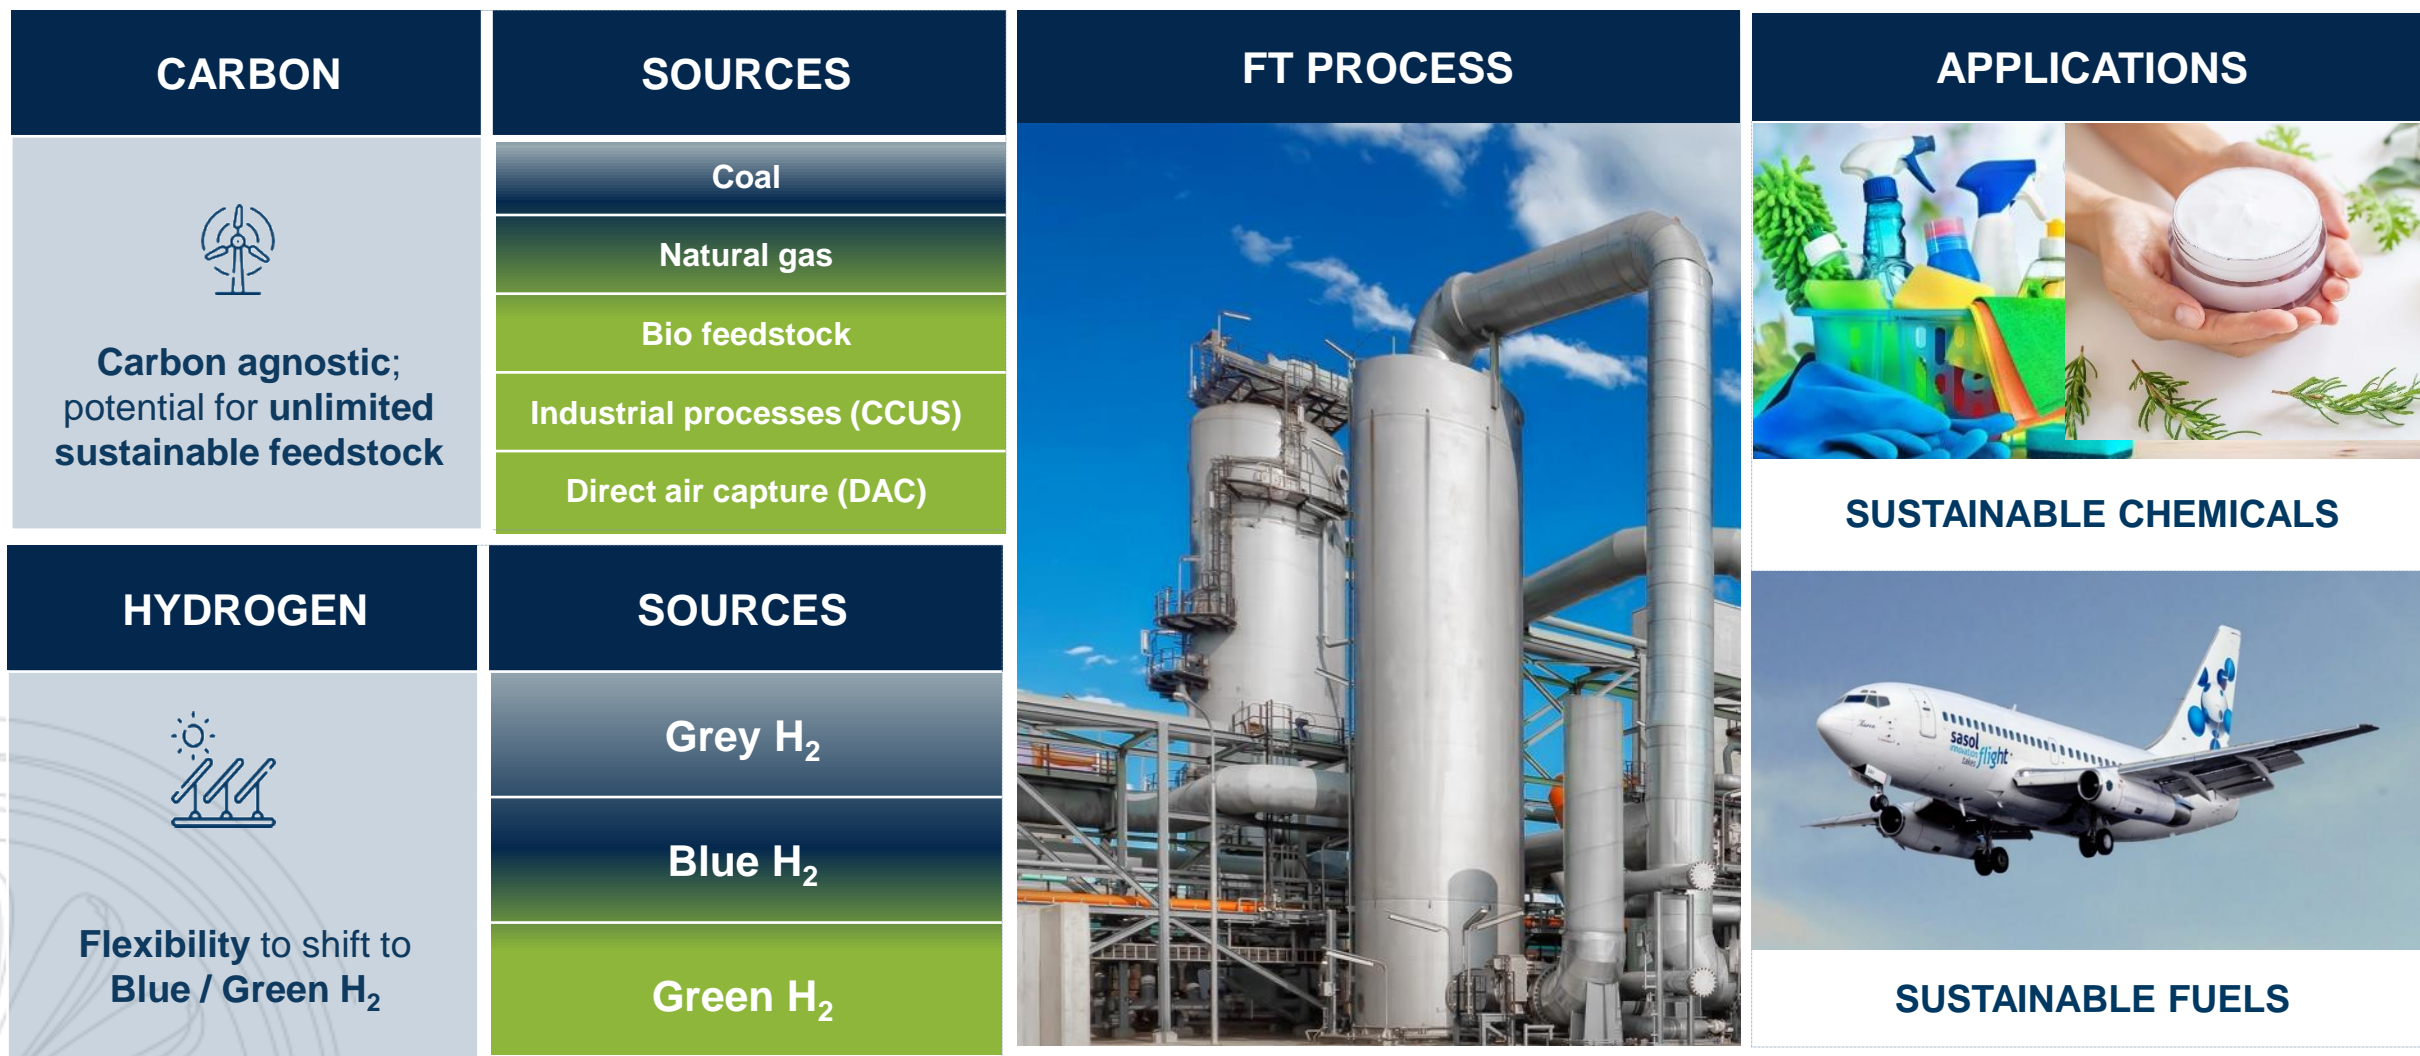 CARBON
SOURCES
Carbon agnostic;
potential for unlimited
sustainable feedstock
Coal
Natural gas
Bio feedstock
Industrial processes (CCUS)
Direct air capture (DAC)
HYDROGEN
SOURCES
Flexibility to shift to
Blue / Green H₂
Grey H₂
Blue H₂
Green H₂
FT PROCESS
APPLICATIONS
SUSTAINABLE CHEMICALS
sasol
innovation
takes flight
SUSTAINABLE FUELS